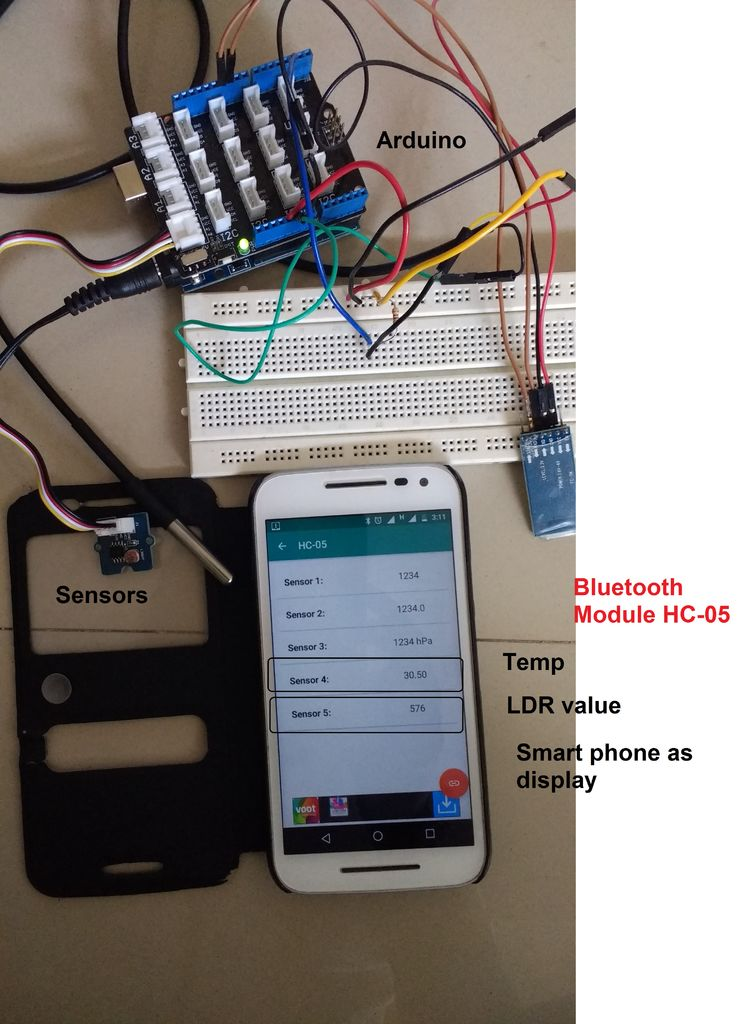 Arduino
A3
A2
A1
I2C
I2C
I2C
3:11
HC-05
Sensor 1: 1234
Sensor 2: 1234.0
Sensor 3: 1234 hPa
Sensor 4: 30.50
Sensor 5: 576
voot
Sensors
Bluetooth
Module HC-05
Temp
LDR value
Smart phone as
display